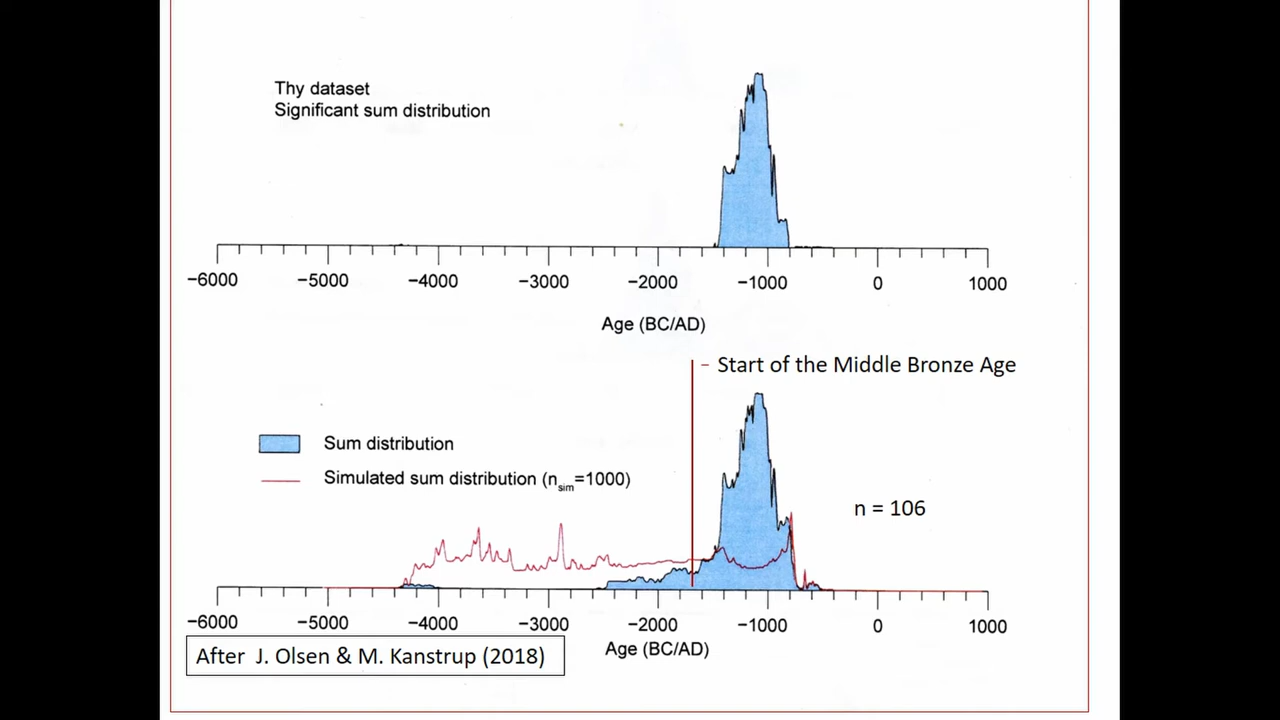 Thy dataset
Significant sum distribution
−6000 −5000 −4000 −3000 −2000 −1000 0 1000
Age (BC/AD)
– Start of the Middle Bronze Age
Sum distribution
Simulated sum distribution (nsim=1000)
n = 106
−6000 −5000 −4000 −3000 −2000 −1000 0 1000
Age (BC/AD)
After J. Olsen & M. Kanstrup (2018)